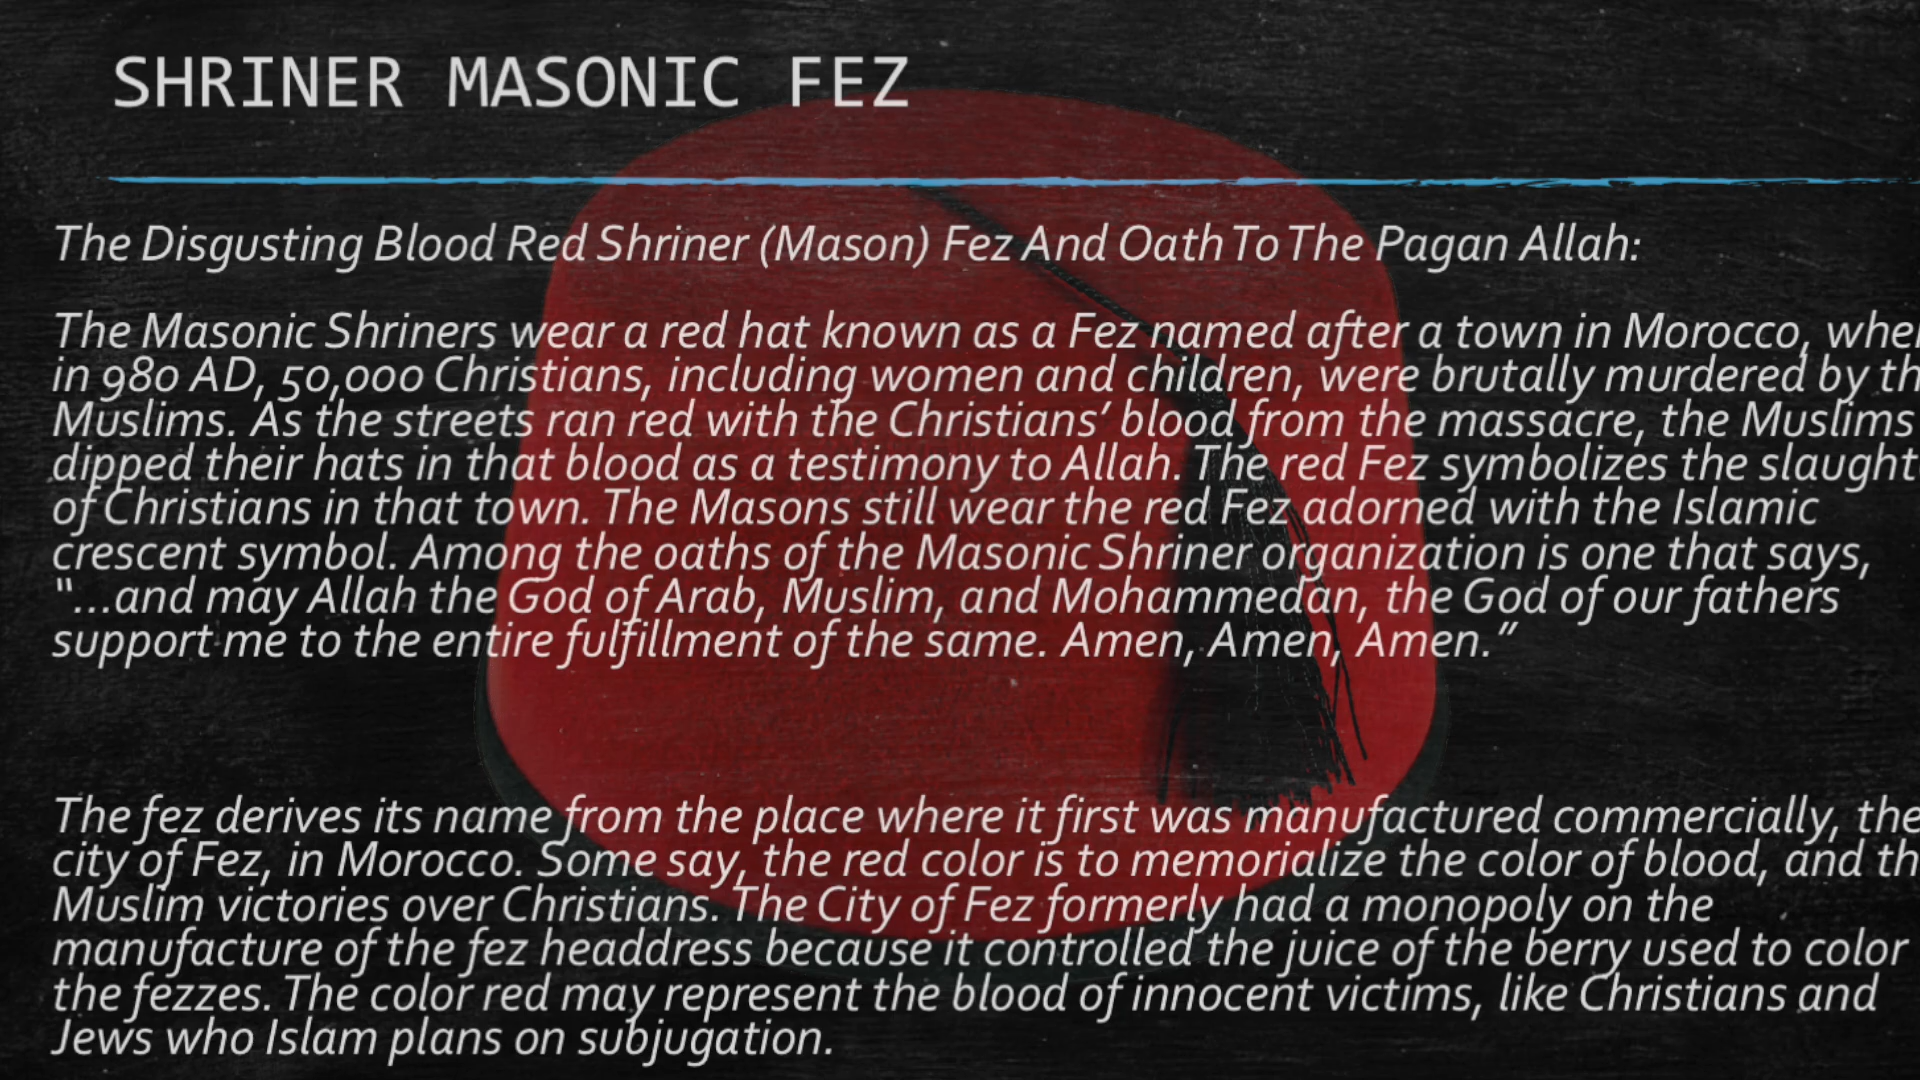 SHRINER MASONIC FEZ
The Disgusting Blood Red Shriner (Mason) Fez And Oath To The Pagan Allah:
The Masonic Shriners wear a red hat known as a Fez named after a town in Morocco,
in 980 AD, 50,000 Christians, including women and children, were brutally murdered by
Muslims. As the streets ran red with the Christians’ blood from the massacre, the Muslims
dipped their hats in that blood as a testimony to Allah. The red Fez symbolizes the
of Christians in that town. The Masons still wear the red Fez adorned with the Islamic
crescent symbol. Among the oaths of the Masonic Shriner organization is one that says,
“...and may Allah the God of Arab, Muslim, and Mohammedan, the God of our fathers
support me to the entire fulfillment of the same. Amen, Amen, Amen.”
The fez derives its name from the place where it first was manufactured commercially, the
city of Fez, in Morocco. Some say, the red color is to memorialize the color of blood, and
Muslim victories over Christians. The City of Fez formerly had a monopoly on the
manufacture of the fez headdress because it controlled the juice of the berry used to color
the fezzes. The color red may represent the blood of innocent victims, like Christians and
Jews who Islam plans on subjugation.